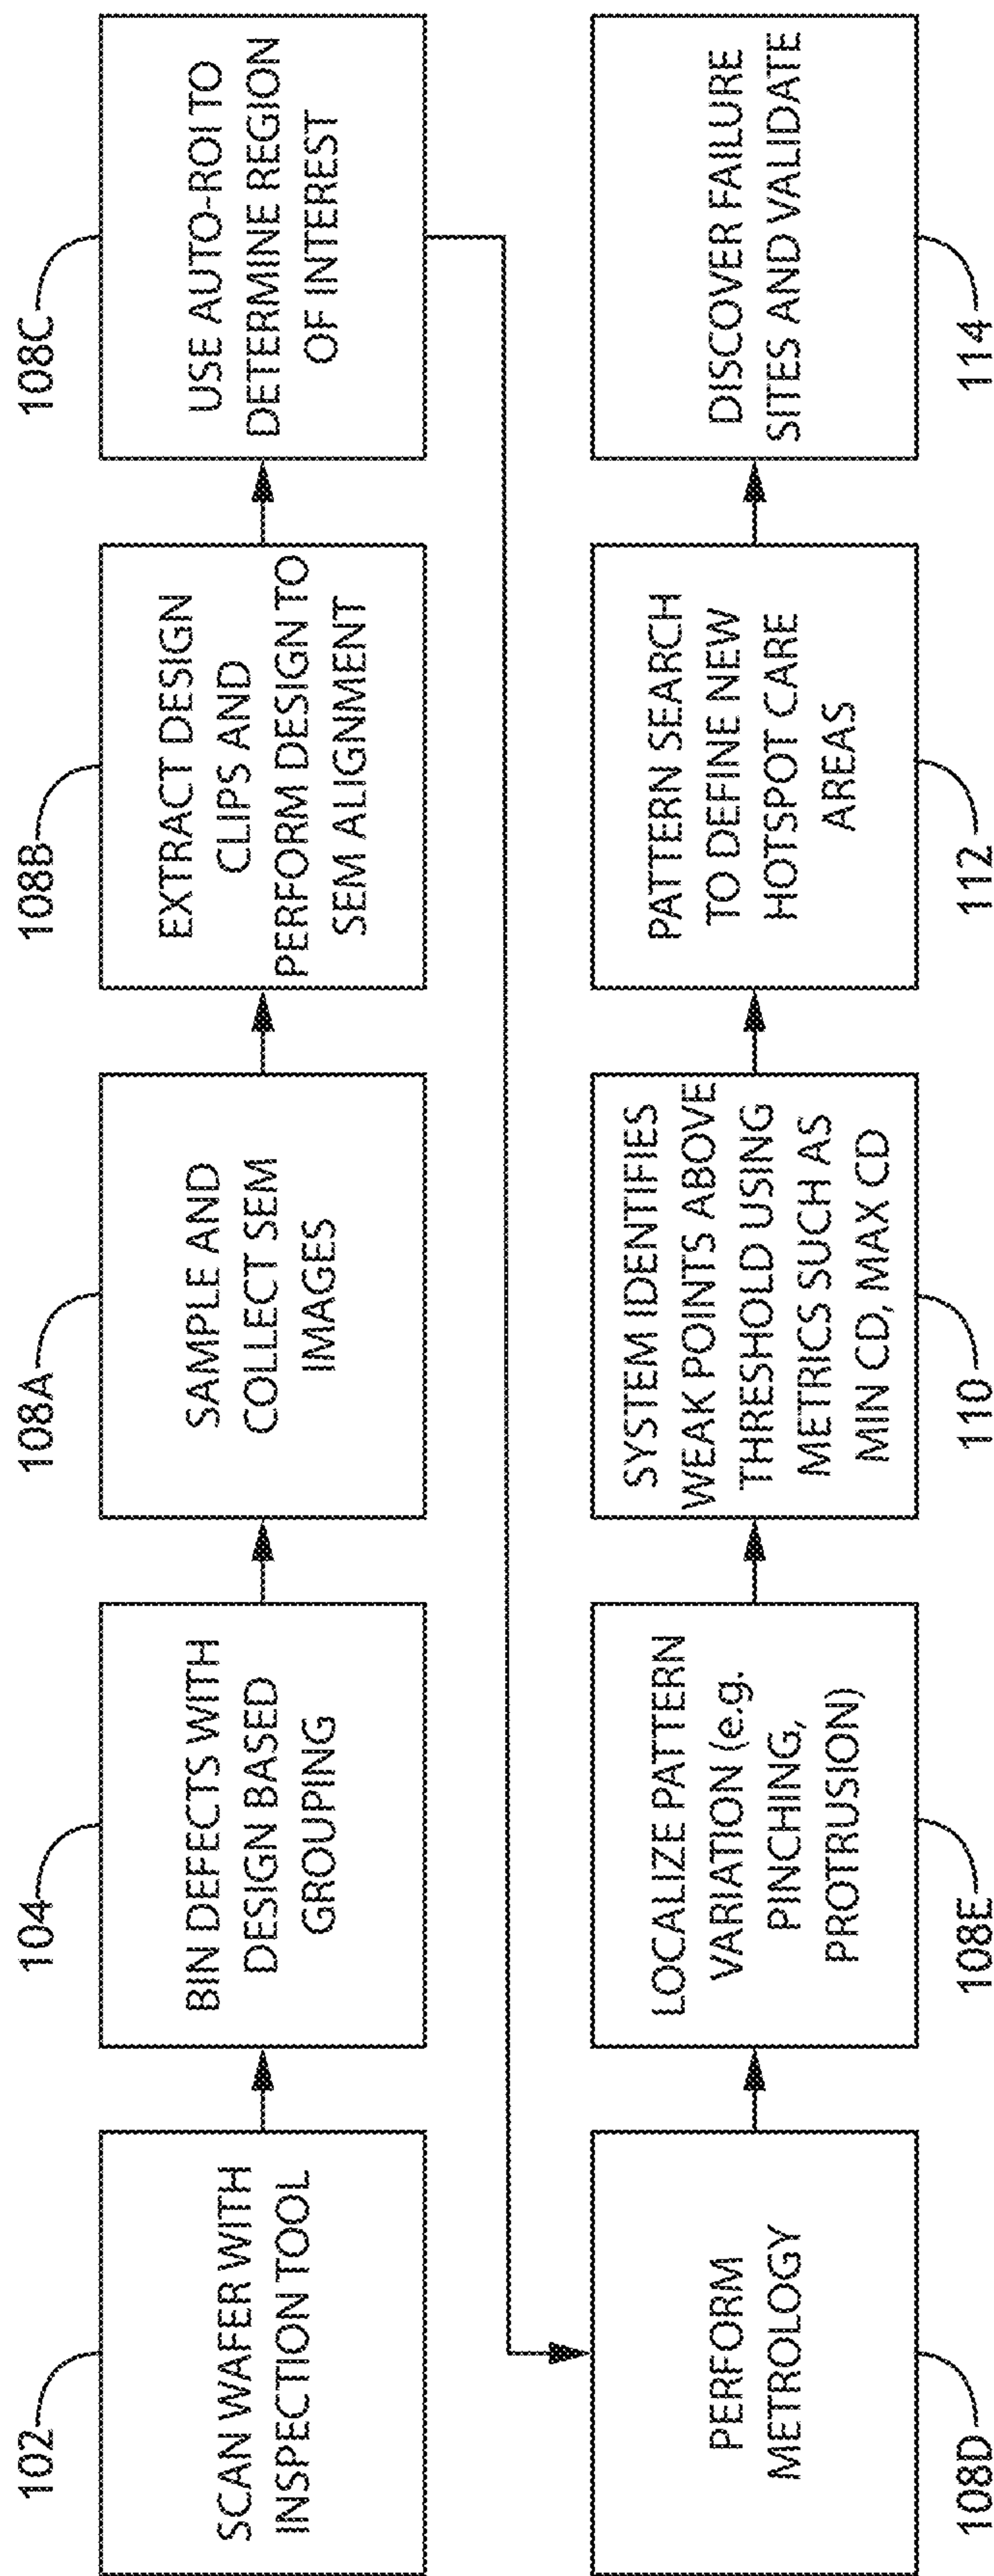 102
SCAN WAFER WITH
INSPECTION TOOL
104
BIN DEFECTS WITH
DESIGN BASED
GROUPING
108A
SAMPLE AND
COLLECT SEM
IMAGES
108B
EXTRACT DESIGN
CLIPS AND
PERFORM DESIGN TO
SEM ALIGNMENT
108C
USE AUTO-ROI TO
DETERMINE REGION
OF INTEREST
PERFORM
METROLOGY
108D
LOCALIZE PATTERN
VARIATION (e.g.
PINCHING,
PROTRUSION)
108E
SYSTEM IDENTIFIES
WEAK POINTS ABOVE
THRESHOLD USING
METRICS SUCH AS
MIN CD, MAX CD
110
PATTERN SEARCH
TO DEFINE NEW
HOTSPOT CARE
AREAS
112
DISCOVER FAILURE
SITES AND VALIDATE
114